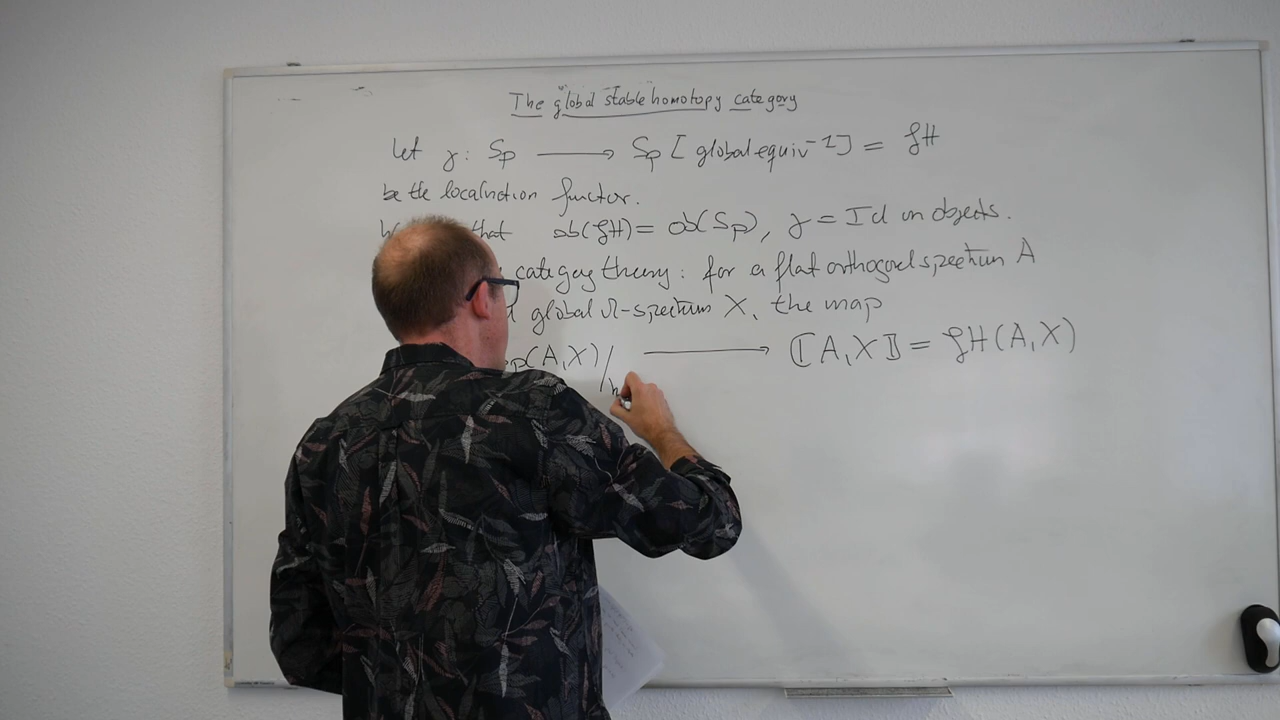 The global stable homotopy category
Let γ: Sp ⟶ Sp [global equiv⁻¹] = 𝒢H
be the localization functor.
that ob(𝒢H) = ob(Sp), γ = Id on objects.
category theory: for a flat orthogonal spectrum A
global Ω-spectrum X, the map
Sp(A,X)/ ⟶ ⟦A,X⟧ = 𝒢H(A,X)